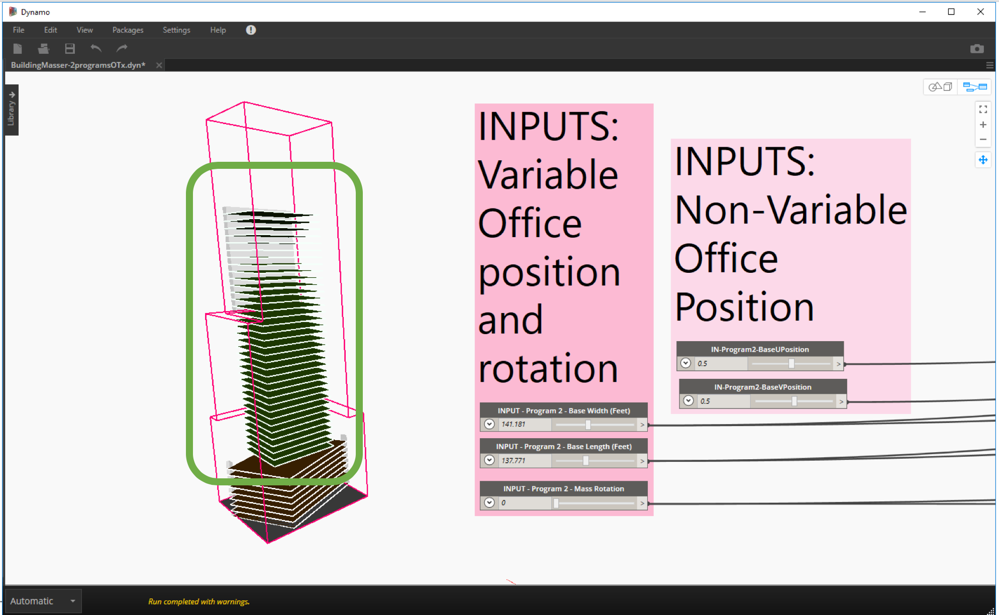 Dynamo
File Edit View Packages Settings Help
BuildingMasser-2programsOTx.dyn*
Library
INPUTS:
Variable
Office
position
and
rotation
INPUT - Program 2 - Base Width (Feet)
141.181
>
INPUT - Program 2 - Base Length (Feet)
137.771
>
INPUT - Program 2 - Mass Rotation
0
>
INPUTS:
Non-Variable
Office
Position
IN-Program2-BaseUPosition
0.5
>
IN-Program2-BaseVPosition
0.5
>
Automatic
Run completed with warnings.